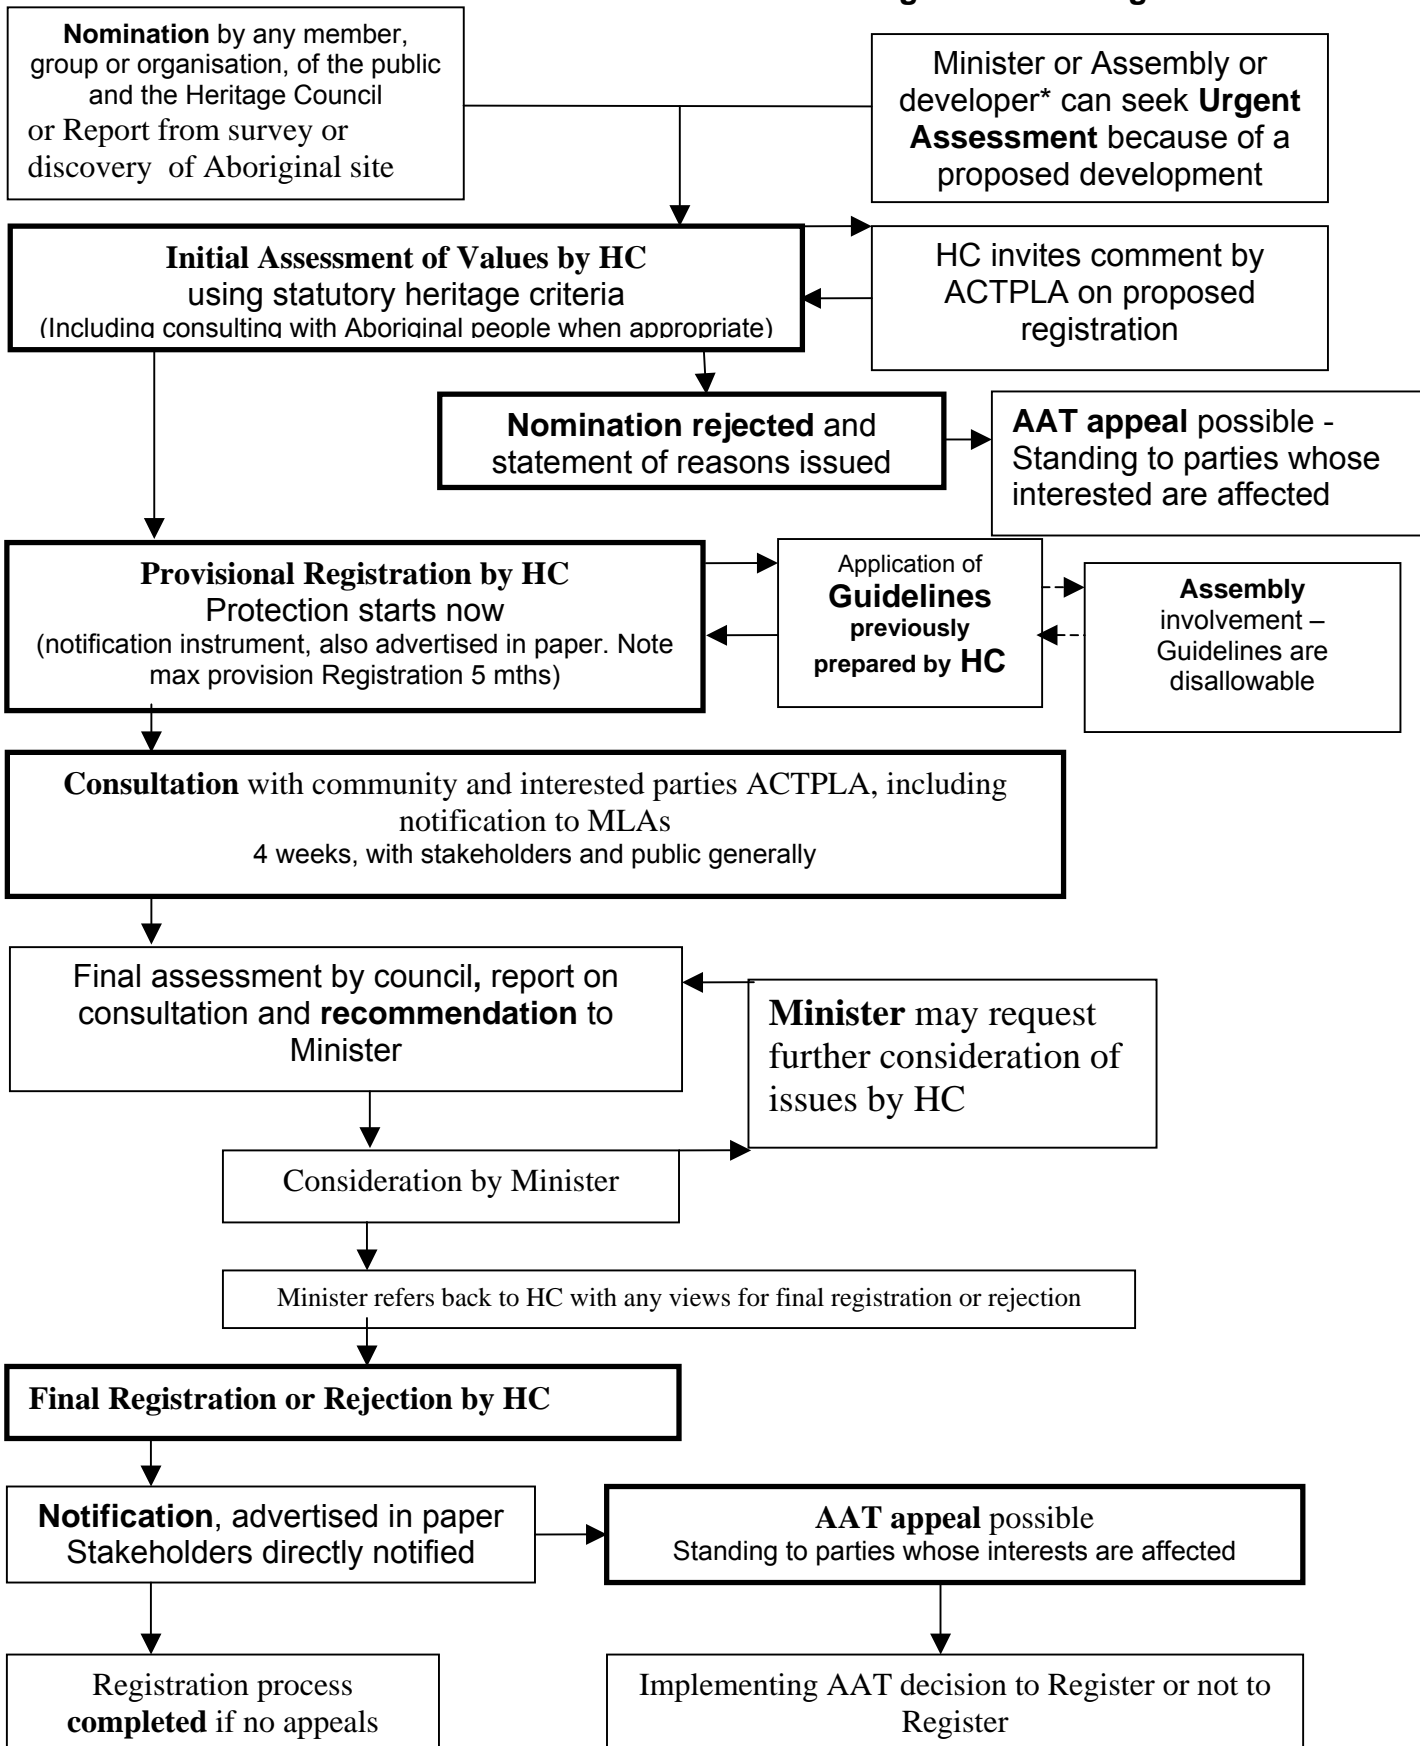 Nomination by any member,
group or organisation, of the public
and the Heritage Council
or Report from survey or
discovery of Aboriginal site
Minister or Assembly or
developer* can seek Urgent
Assessment because of a
proposed development
Initial Assessment of Values by HC
using statutory heritage criteria
(Including consulting with Aboriginal people when appropriate)
HC invites comment by
ACTPLA on proposed
registration
Nomination rejected and
statement of reasons issued
AAT appeal possible -
Standing to parties whose
interested are affected
Provisional Registration by HC
Protection starts now
(notification instrument, also advertised in paper. Note
max provision Registration 5 mths)
Application of
Guidelines
previously
prepared by HC
Assembly
involvement –
Guidelines are
disallowable
Consultation with community and interested parties ACTPLA, including
notification to MLAs
4 weeks, with stakeholders and public generally
Final assessment by council, report on
consultation and recommendation to
Minister
Minister may request
further consideration of
issues by HC
Consideration by Minister
Minister refers back to HC with any views for final registration or rejection
Final Registration or Rejection by HC
Notification, advertised in paper
Stakeholders directly notified
AAT appeal possible
Standing to parties whose interests are affected
Registration process
completed if no appeals
Implementing AAT decision to Register or not to
Register